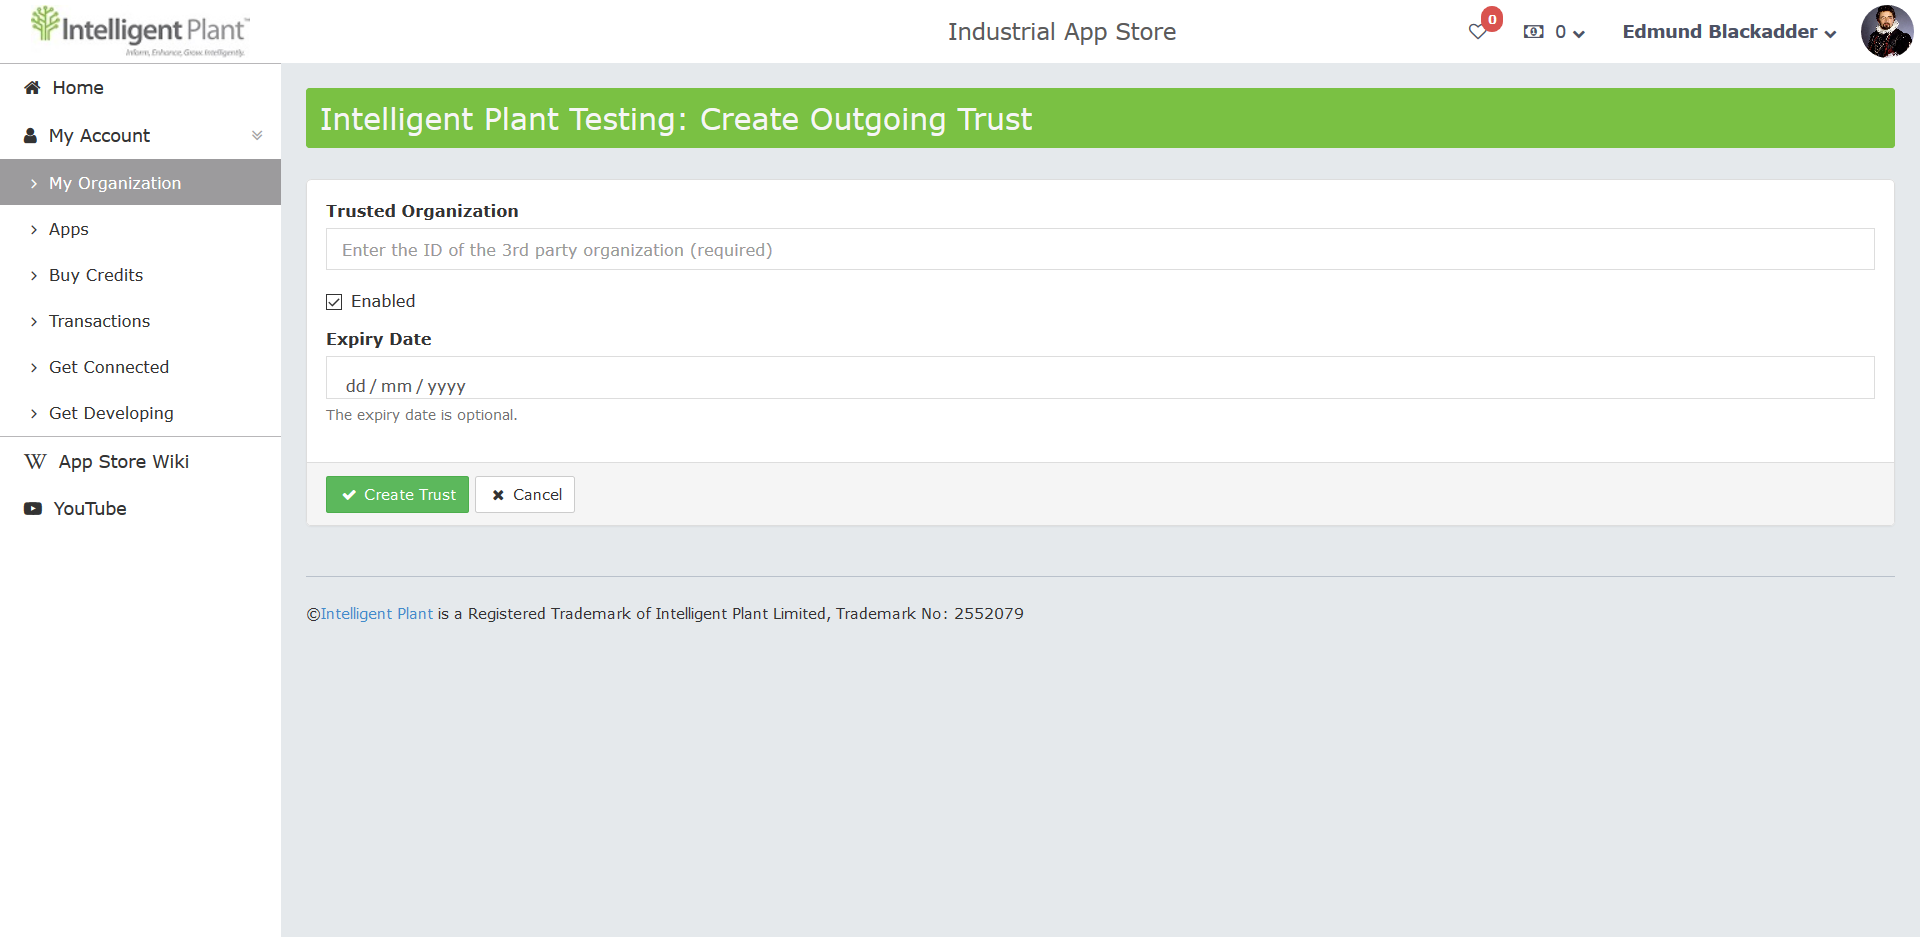 Intelligent Plant™
Inform, Enhance, Grow. Intelligently.
Industrial App Store
0
0
Edmund Blackadder
Home
My Account
My Organization
Apps
Buy Credits
Transactions
Get Connected
Get Developing
W App Store Wiki
YouTube
Intelligent Plant Testing: Create Outgoing Trust
Trusted Organization
Enter the ID of the 3rd party organization (required)
Enabled
Expiry Date
dd / mm / yyyy
The expiry date is optional.
Create Trust
Cancel
©Intelligent Plant is a Registered Trademark of Intelligent Plant Limited, Trademark No: 2552079